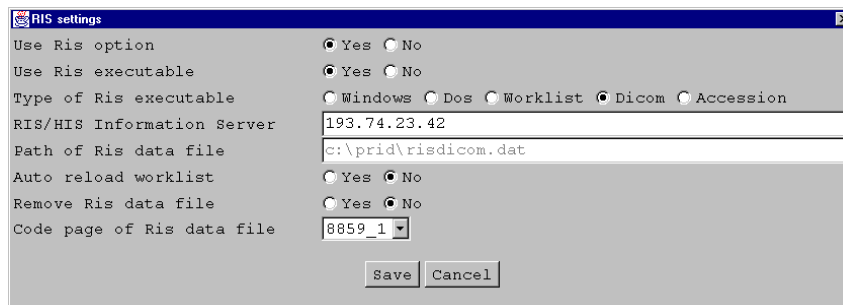 RIS settings
Use Ris option Yes No
Use Ris executable Yes No
Type of Ris executable Windows Dos Worklist Dicom Accession
RIS/HIS Information Server 193.74.23.42
Path of Ris data file c:\prid\risdicom.dat
Auto reload worklist Yes No
Remove Ris data file Yes No
Code page of Ris data file 8859_1
Save Cancel